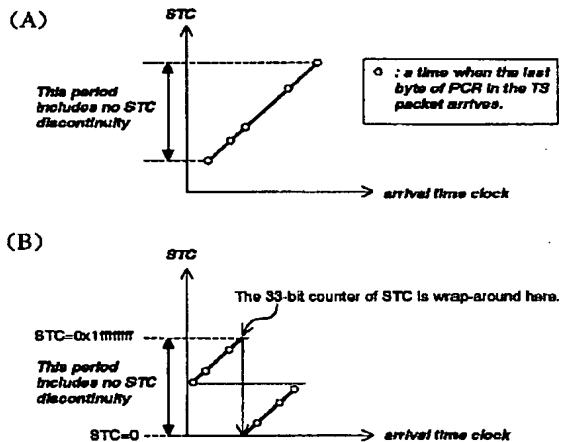 (A)
STC
This period
includes no STC
discontinuity
o : a time when the last
byte of PCR in the TS
packet arrives.
arrival time clock
(B)
STC
The 33-bit counter of STC is wrap-around here.
STC=0x1ffffffff
This period
includes no STC
discontinuity
STC=0
arrival time clock